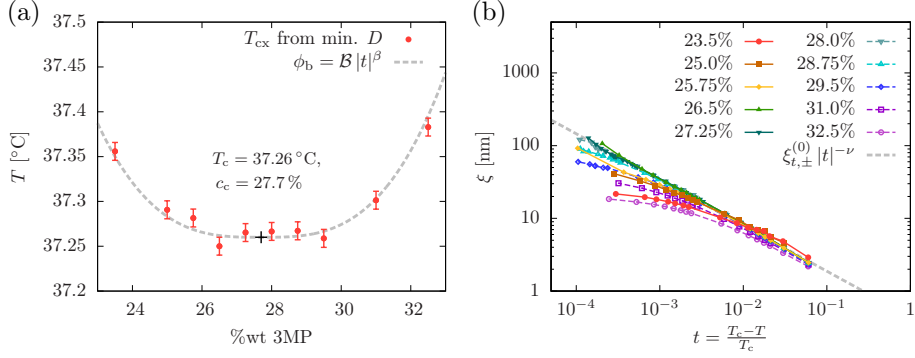 (a)
37.5
37.45
37.4
37.35
37.3
37.25
37.2
T [°C]
T_cx from min. D
ϕ_b = ℬ |t|^β
T_c = 37.26 °C,
c_c = 27.7 %
24 26 28 30 32
%wt 3MP
(b)
1000
100
10
1
ξ [nm]
23.5% 28.0%
25.0% 28.75%
25.75% 29.5%
26.5% 31.0%
27.25% 32.5%
ξ_{t,±}^{(0)} |t|^{−ν}
10^{−4} 10^{−3} 10^{−2} 10^{−1} 1
t = \frac{T_c − T}{T_c}